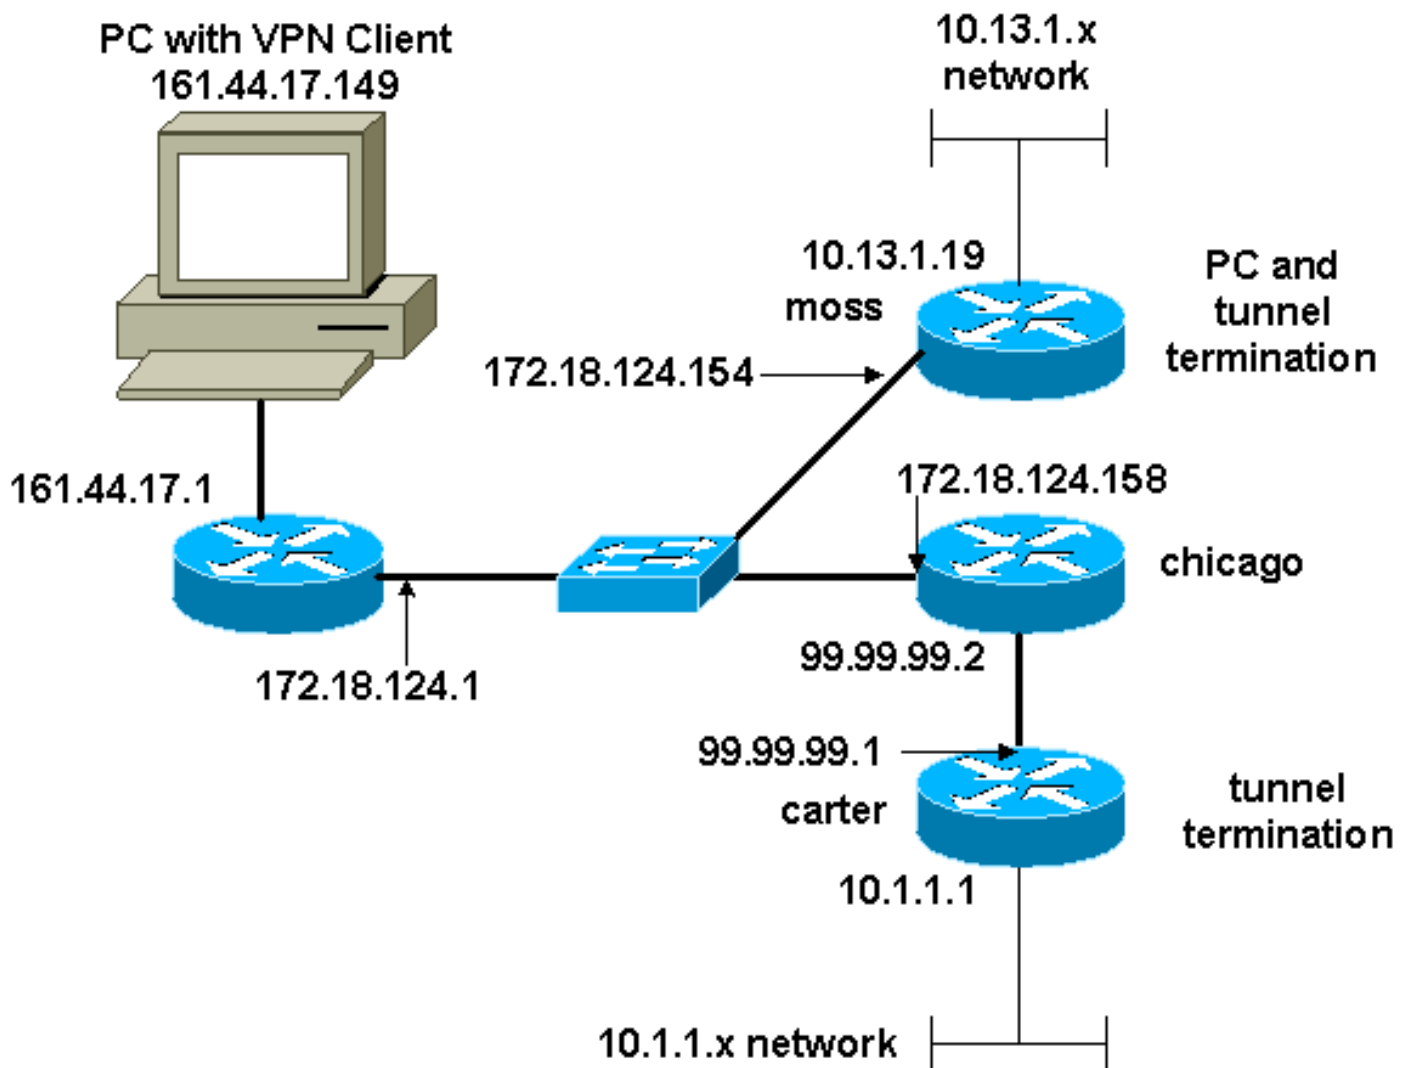 PC with VPN Client
161.44.17.149
10.13.1.x
network
10.13.1.19
moss
PC and
tunnel
termination
172.18.124.154
161.44.17.1
172.18.124.158
chicago
172.18.124.1
99.99.99.2
99.99.99.1
carter
tunnel
termination
10.1.1.1
10.1.1.x network